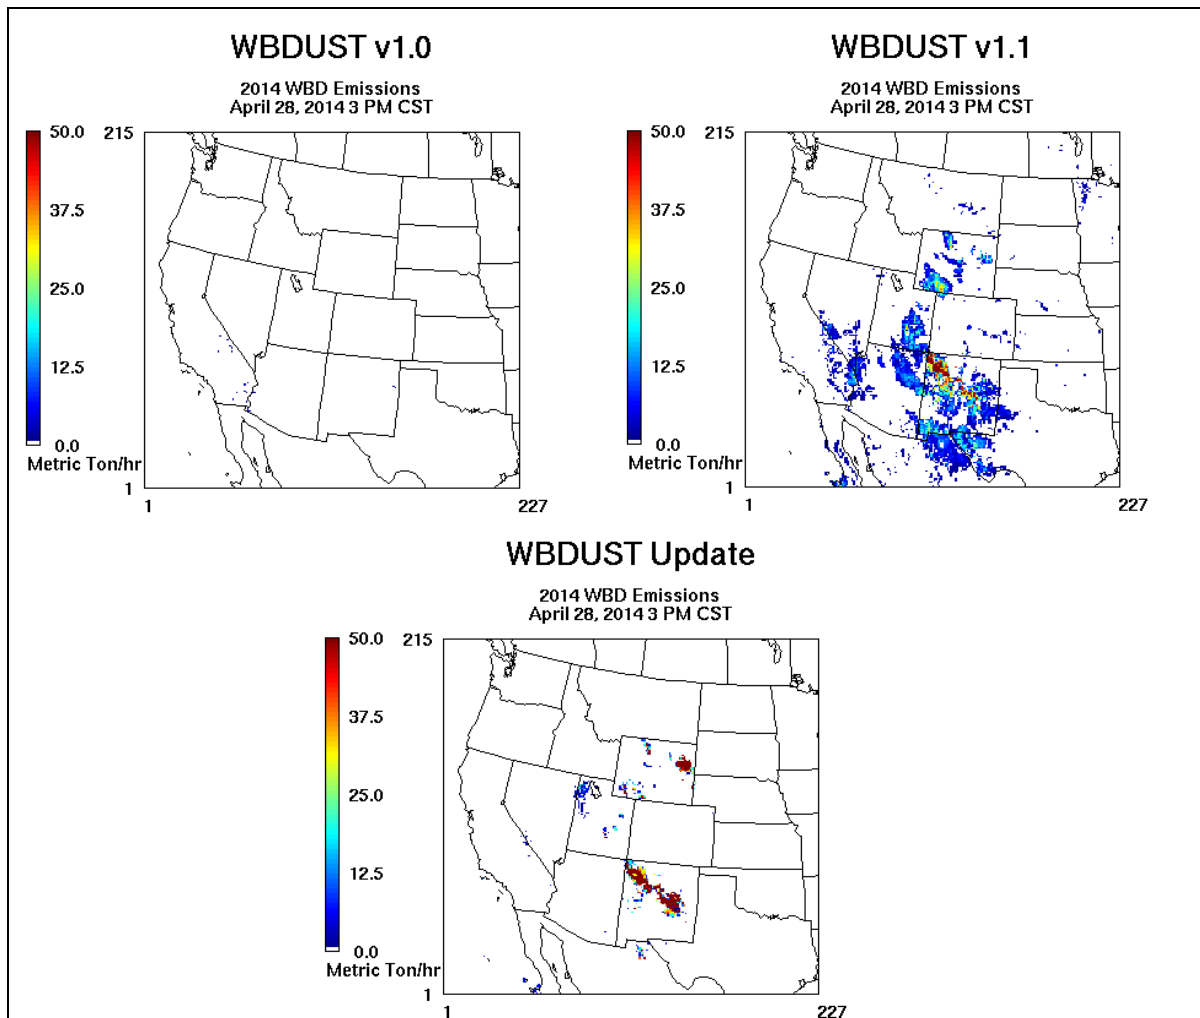 WBDUST v1.0
2014 WBD Emissions
April 28, 2014 3 PM CST
50.0
37.5
25.0
12.5
0.0
Metric Ton/hr
215
1
1
227
WBDUST v1.1
2014 WBD Emissions
April 28, 2014 3 PM CST
50.0
37.5
25.0
12.5
0.0
Metric Ton/hr
215
1
1
227
WBDUST Update
2014 WBD Emissions
April 28, 2014 3 PM CST
50.0
37.5
25.0
12.5
0.0
Metric Ton/hr
215
1
1
227